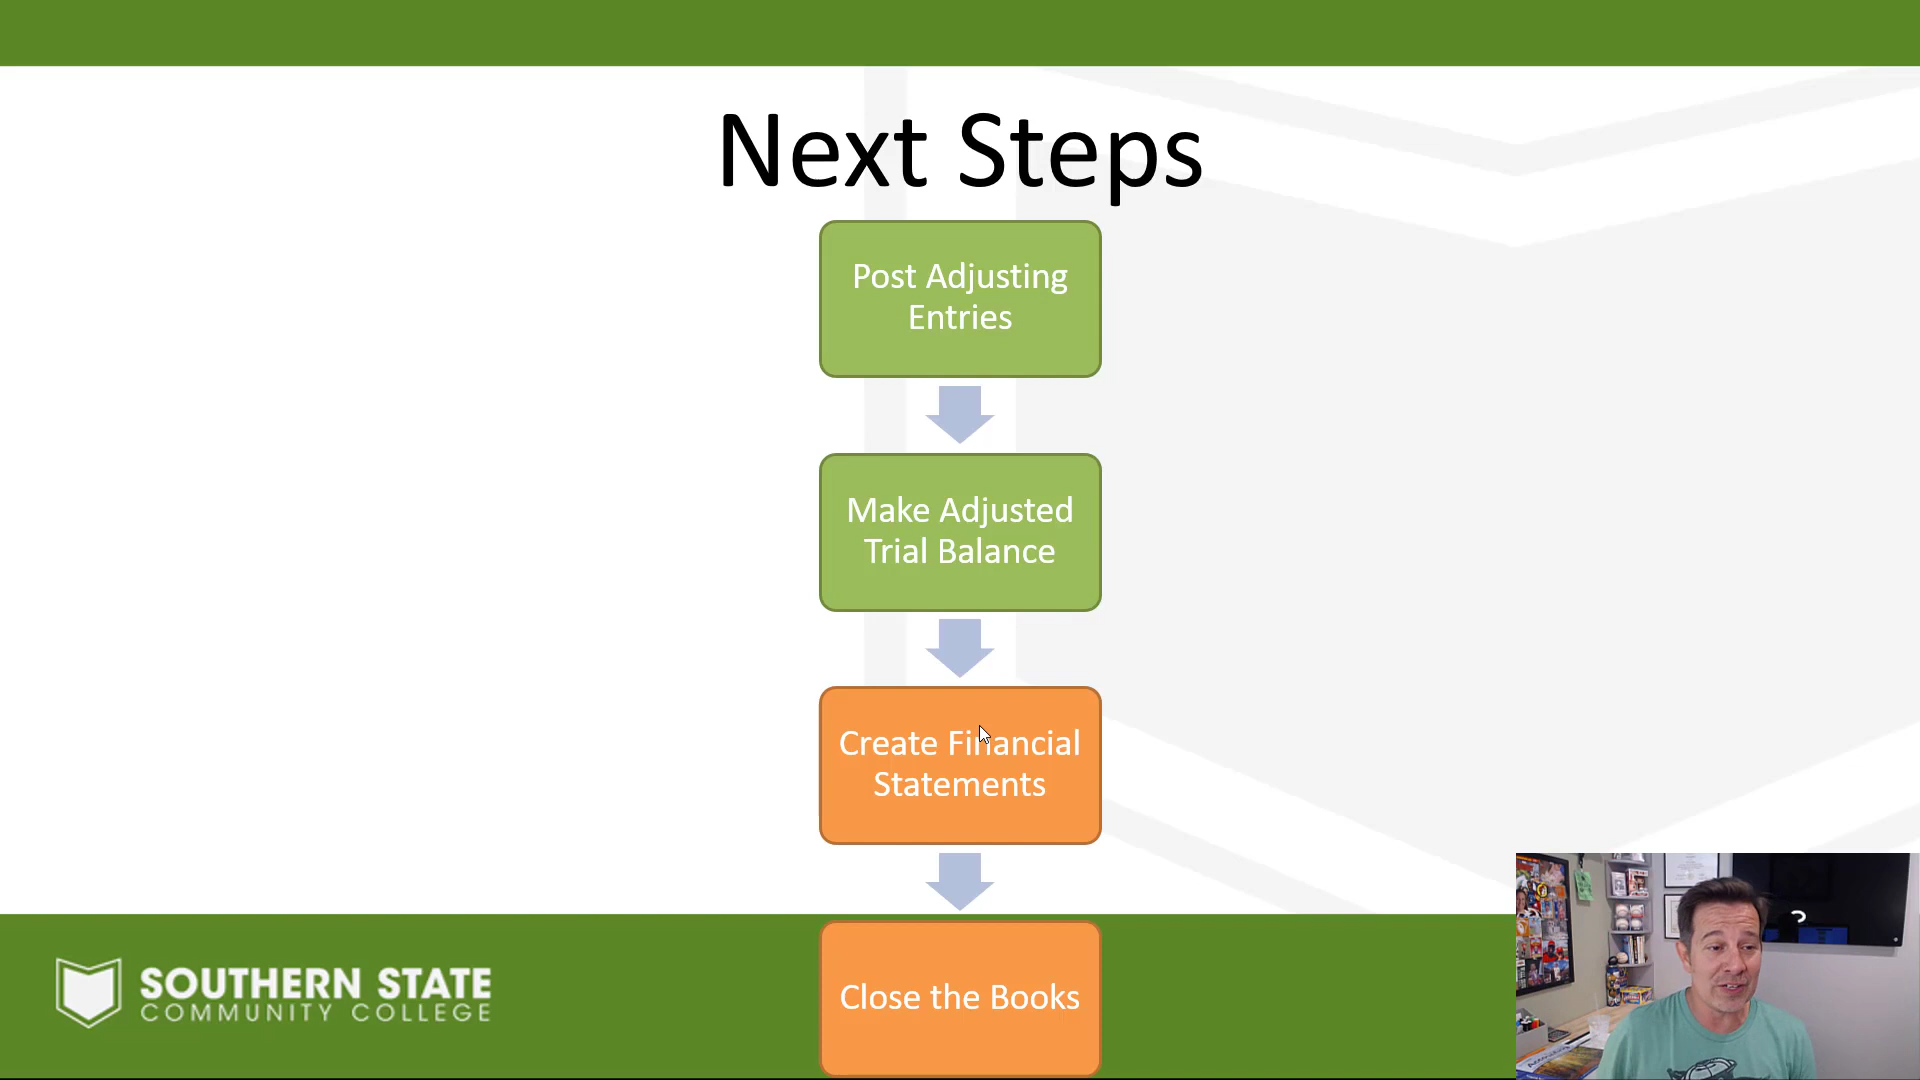 Next Steps
Post Adjusting
Entries
Make Adjusted
Trial Balance
Create Financial
Statements
Close the Books
SOUTHERN STATE
COMMUNITY COLLEGE